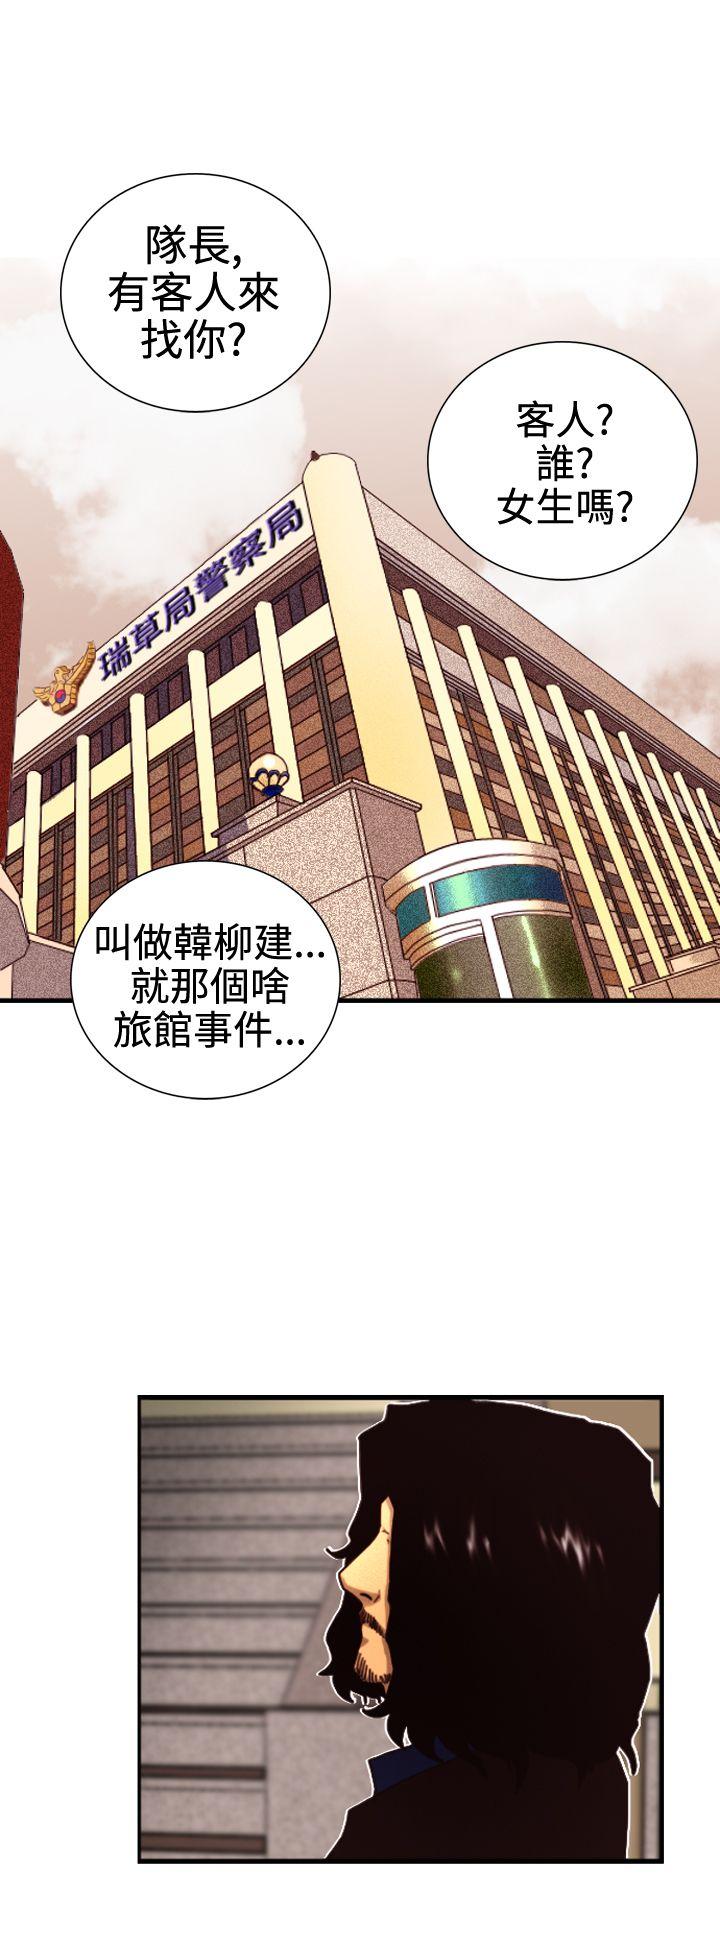 隊長,
有客人來
找你?
客人?
誰?
女生嗎?
瑞草局警察局
叫做韓柳建...
就那個啥
旅館事件...